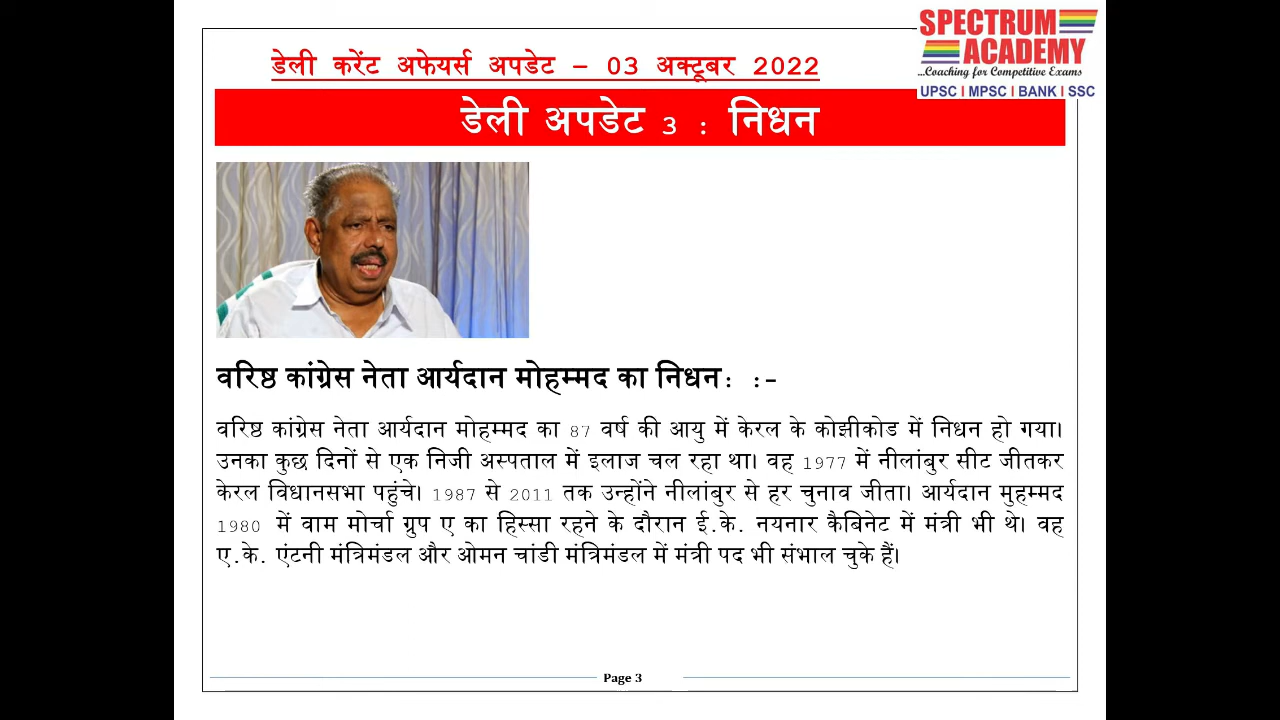 SPECTRUM
ACADEMY
...Coaching for Competitive Exams
UPSC | MPSC | BANK | SSC
डेली करेंट अफेयर्स अपडेट – 03 अक्टूबर 2022
डेली अपडेट 3 : निधन
वरिष्ठ कांग्रेस नेता आर्यदान मोहम्मद का निधन: :-
वरिष्ठ कांग्रेस नेता आर्यदान मोहम्मद का 87 वर्ष की आयु में केरल के कोझीकोड में निधन हो गया।
उनका कुछ दिनों से एक निजी अस्पताल में इलाज चल रहा था। वह 1977 में नीलांबुर सीट जीतकर
केरल विधानसभा पहुंचे। 1987 से 2011 तक उन्होंने नीलांबुर से हर चुनाव जीता। आर्यदान मुहम्मद
1980 में वाम मोर्चा ग्रुप ए का हिस्सा रहने के दौरान ई.के. नयनार कैबिनेट में मंत्री भी थे। वह
ए.के. एंटनी मंत्रिमंडल और ओमन चांडी मंत्रिमंडल में मंत्री पद भी संभाल चुके हैं।
Page 3